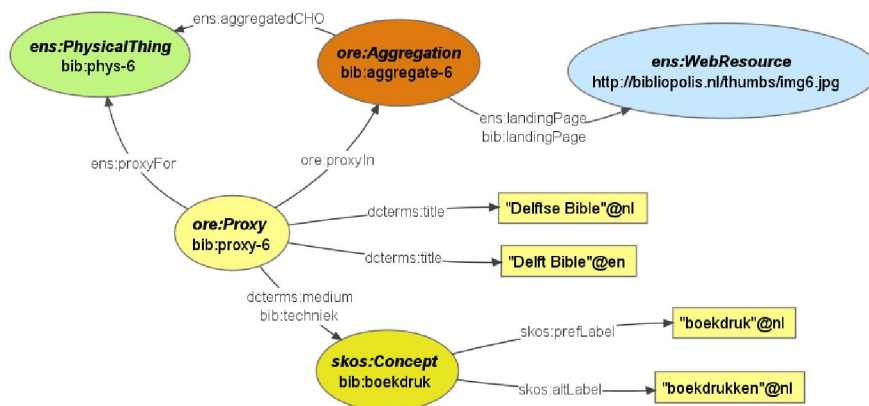 ens:aggregatedCHO
ens:PhysicalThing
bib:phys-6
ore:Aggregation
bib:aggregate-6
ens:WebResource
http://bibliopolis.nl/thumbs/img6.jpg
ens:landingPage
bib:landingPage
ens:proxyFor
ore:proxyIn
ore:Proxy
bib:proxy-6
dcterms:title
"Delftse Bible"@nl
dcterms:title
"Delft Bible"@en
dcterms:medium
bib:techniek
skos:Concept
bib:boekdruk
skos:prefLabel
"boekdruk"@nl
skos:altLabel
"boekdrukken"@nl